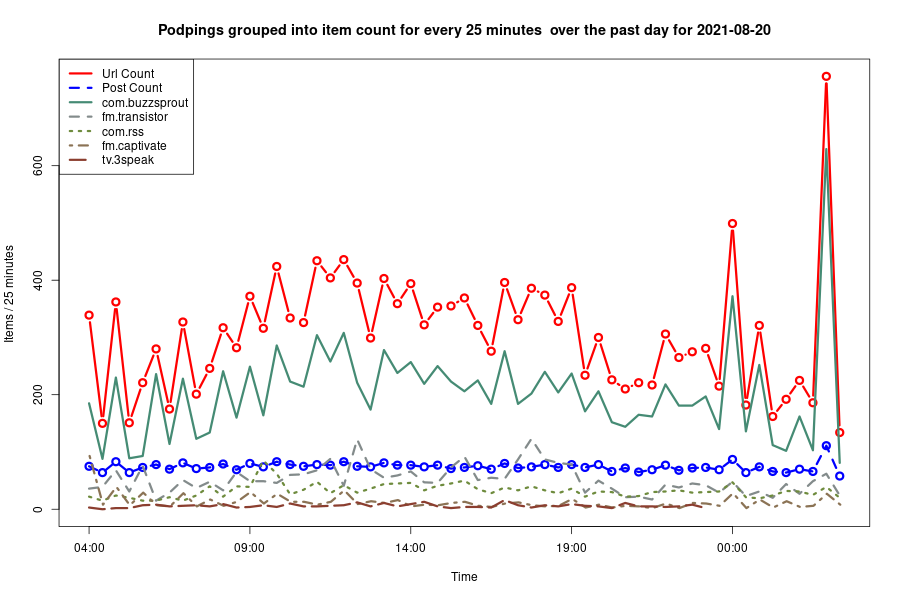 Podpings grouped into item count for every 25 minutes  over the past day for 2021-08-20
Url Count
Post Count
com.buzzsprout
fm.transistor
com.rss
fm.captivate
tv.3speak
Items / 25 minutes
600
400
200
0
04:00
09:00
14:00
19:00
00:00
Time